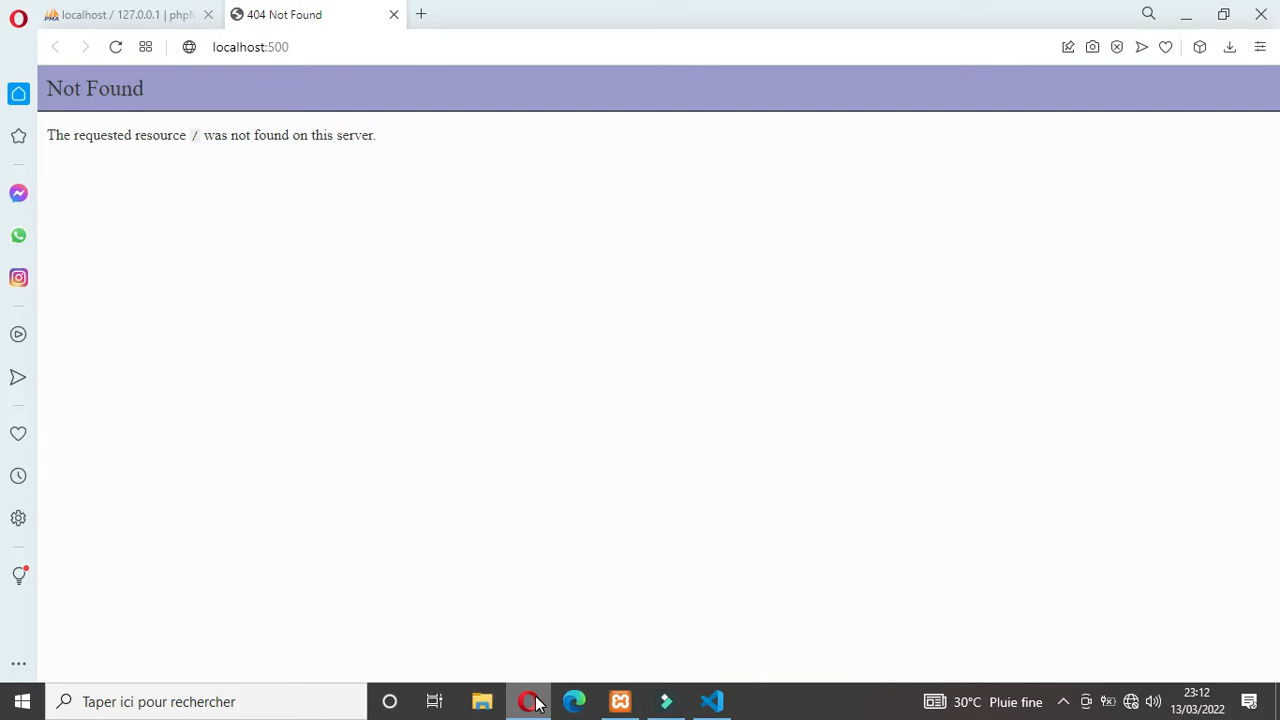 localhost / 127.0.0.1 | phpM
404 Not Found
localhost:500
Not Found
The requested resource / was not found on this server.
Taper ici pour rechercher
30°C Pluie fine
23:12
13/03/2022